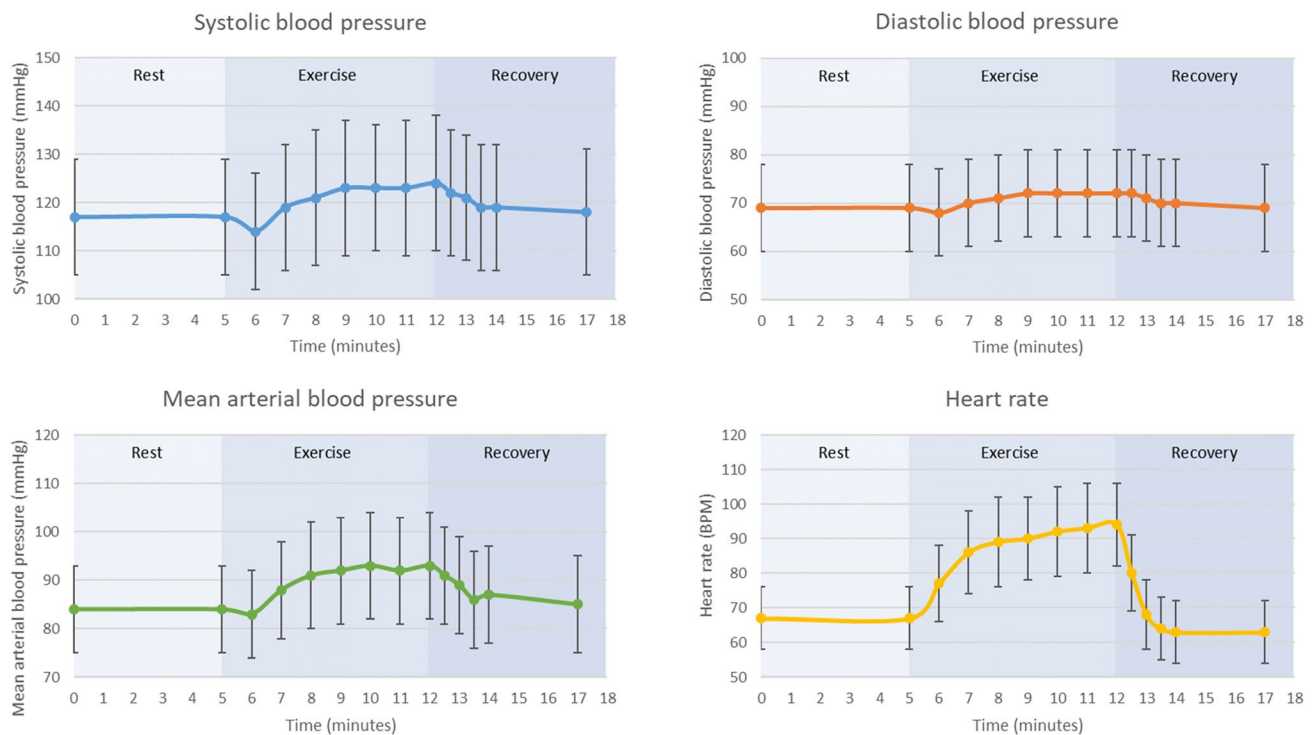 Systolic blood pressure
Systolic blood pressure (mmHg)
150
140
130
120
110
100
Rest
Exercise
Recovery
0 1 2 3 4 5 6 7 8 9 10 11 12 13 14 15 16 17 18
Time (minutes)
Diastolic blood pressure
Diastolic blood pressure (mmHg)
100
90
80
70
60
50
Rest
Exercise
Recovery
0 1 2 3 4 5 6 7 8 9 10 11 12 13 14 15 16 17 18
Time (minutes)
Mean arterial blood pressure
Mean arterial blood pressure (mmHg)
120
110
100
90
80
70
Rest
Exercise
Recovery
0 1 2 3 4 5 6 7 8 9 10 11 12 13 14 15 16 17 18
Time (minutes)
Heart rate
Heart rate (BPM)
120
110
100
90
80
70
60
50
Rest
Exercise
Recovery
0 1 2 3 4 5 6 7 8 9 10 11 12 13 14 15 16 17 18
Time (minutes)